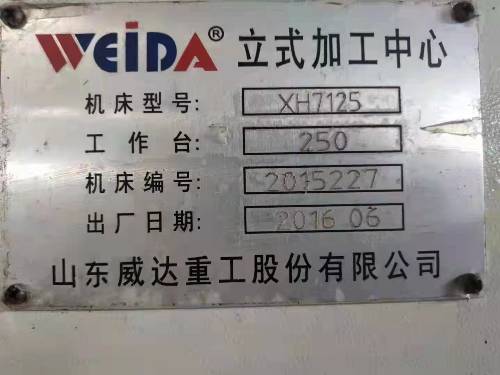 WEIDA® 立式加工中心
机床型号: XH7125
工作台: 250
机床编号: 2015227
出厂日期: 2016 06
山东威达重工股份有限公司